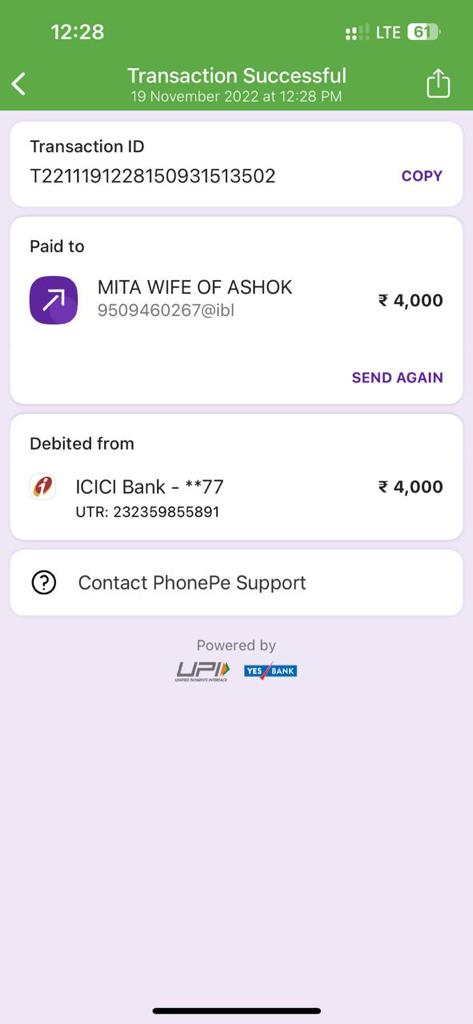 12:28
LTE 61
Transaction Successful
19 November 2022 at 12:28 PM
Transaction ID
T2211191228150931513502
COPY
Paid to
MITA WIFE OF ASHOK
9509460267@ibl
₹ 4,000
SEND AGAIN
Debited from
ICICI Bank - **77
₹ 4,000
UTR: 232359855891
Contact PhonePe Support
Powered by
UPI
UNIFIED PAYMENTS INTERFACE
YES BANK